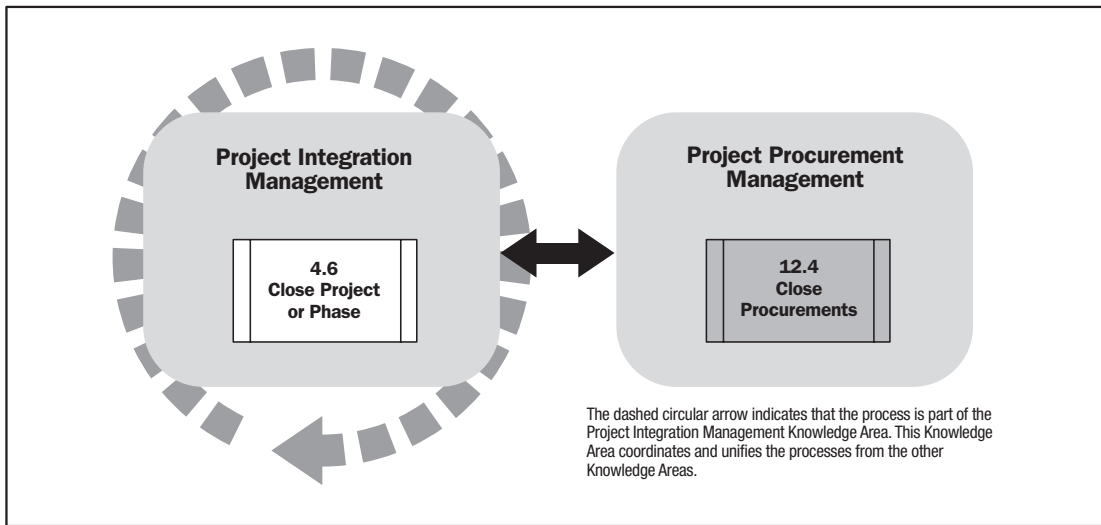 Project Integration
Management
4.6
Close Project
or Phase
Project Procurement
Management
12.4
Close
Procurements
The dashed circular arrow indicates that the process is part of the
Project Integration Management Knowledge Area. This Knowledge
Area coordinates and unifies the processes from the other
Knowledge Areas.